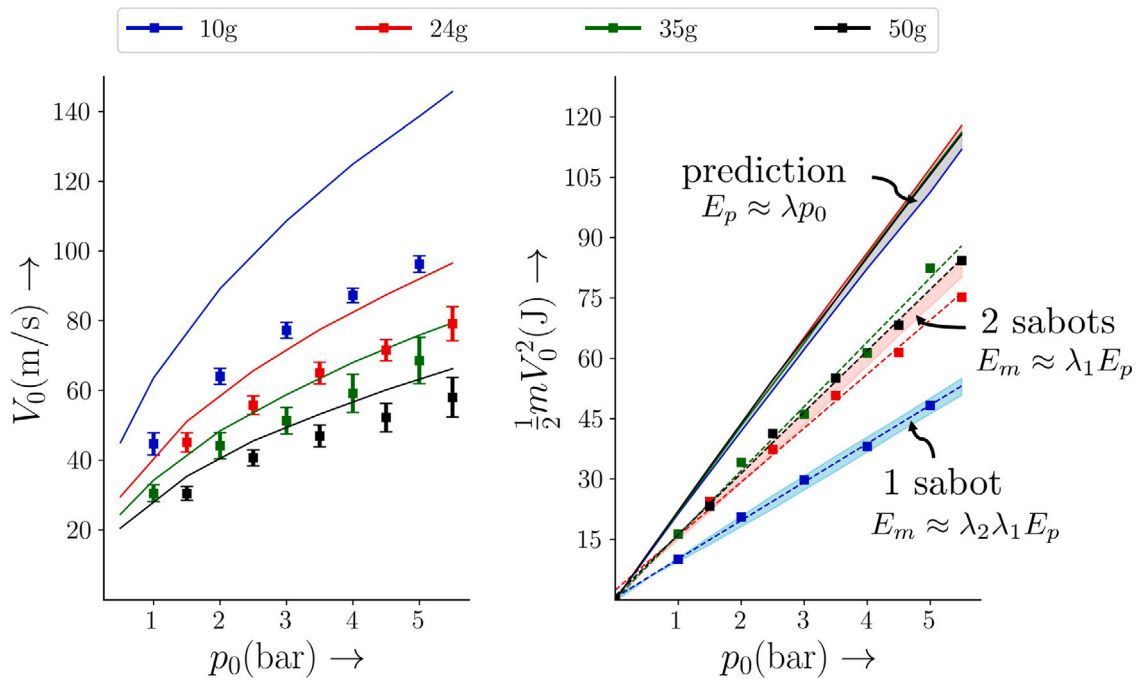 10g 24g 35g 50g
V₀(m/s) →
140
120
100
80
60
40
20
1 2 3 4 5
p₀(bar) →
½mV₀²(J) →
120
105
90
75
60
45
30
15
1 2 3 4 5
p₀(bar) →
prediction
Eₚ ≈ λp₀
2 sabots
Eₘ ≈ λ₁Eₚ
1 sabot
Eₘ ≈ λ₂λ₁Eₚ